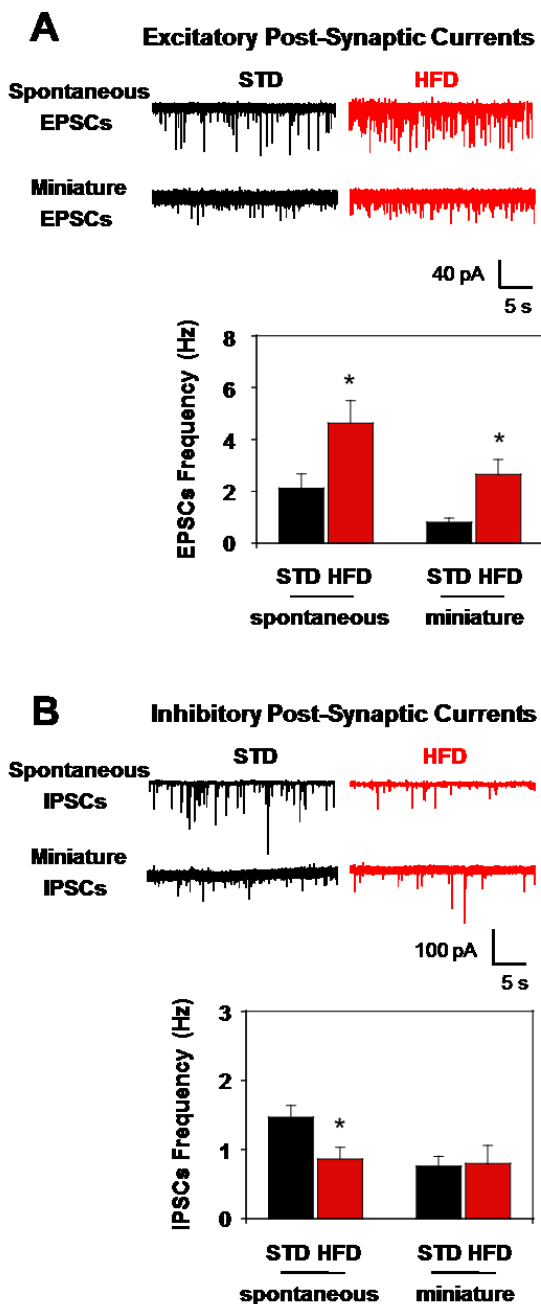 A
Excitatory Post-Synaptic Currents
STD HFD
Spontaneous
EPSCs
Miniature
EPSCs
40 pA
5 s
EPSCs Frequency (Hz)
8
6
4
2
0
*
*
STD HFD STD HFD
spontaneous miniature
B
Inhibitory Post-Synaptic Currents
STD HFD
Spontaneous
IPSCs
Miniature
IPSCs
100 pA
5 s
IPSCs Frequency (Hz)
3
2
1
0
*
STD HFD STD HFD
spontaneous miniature